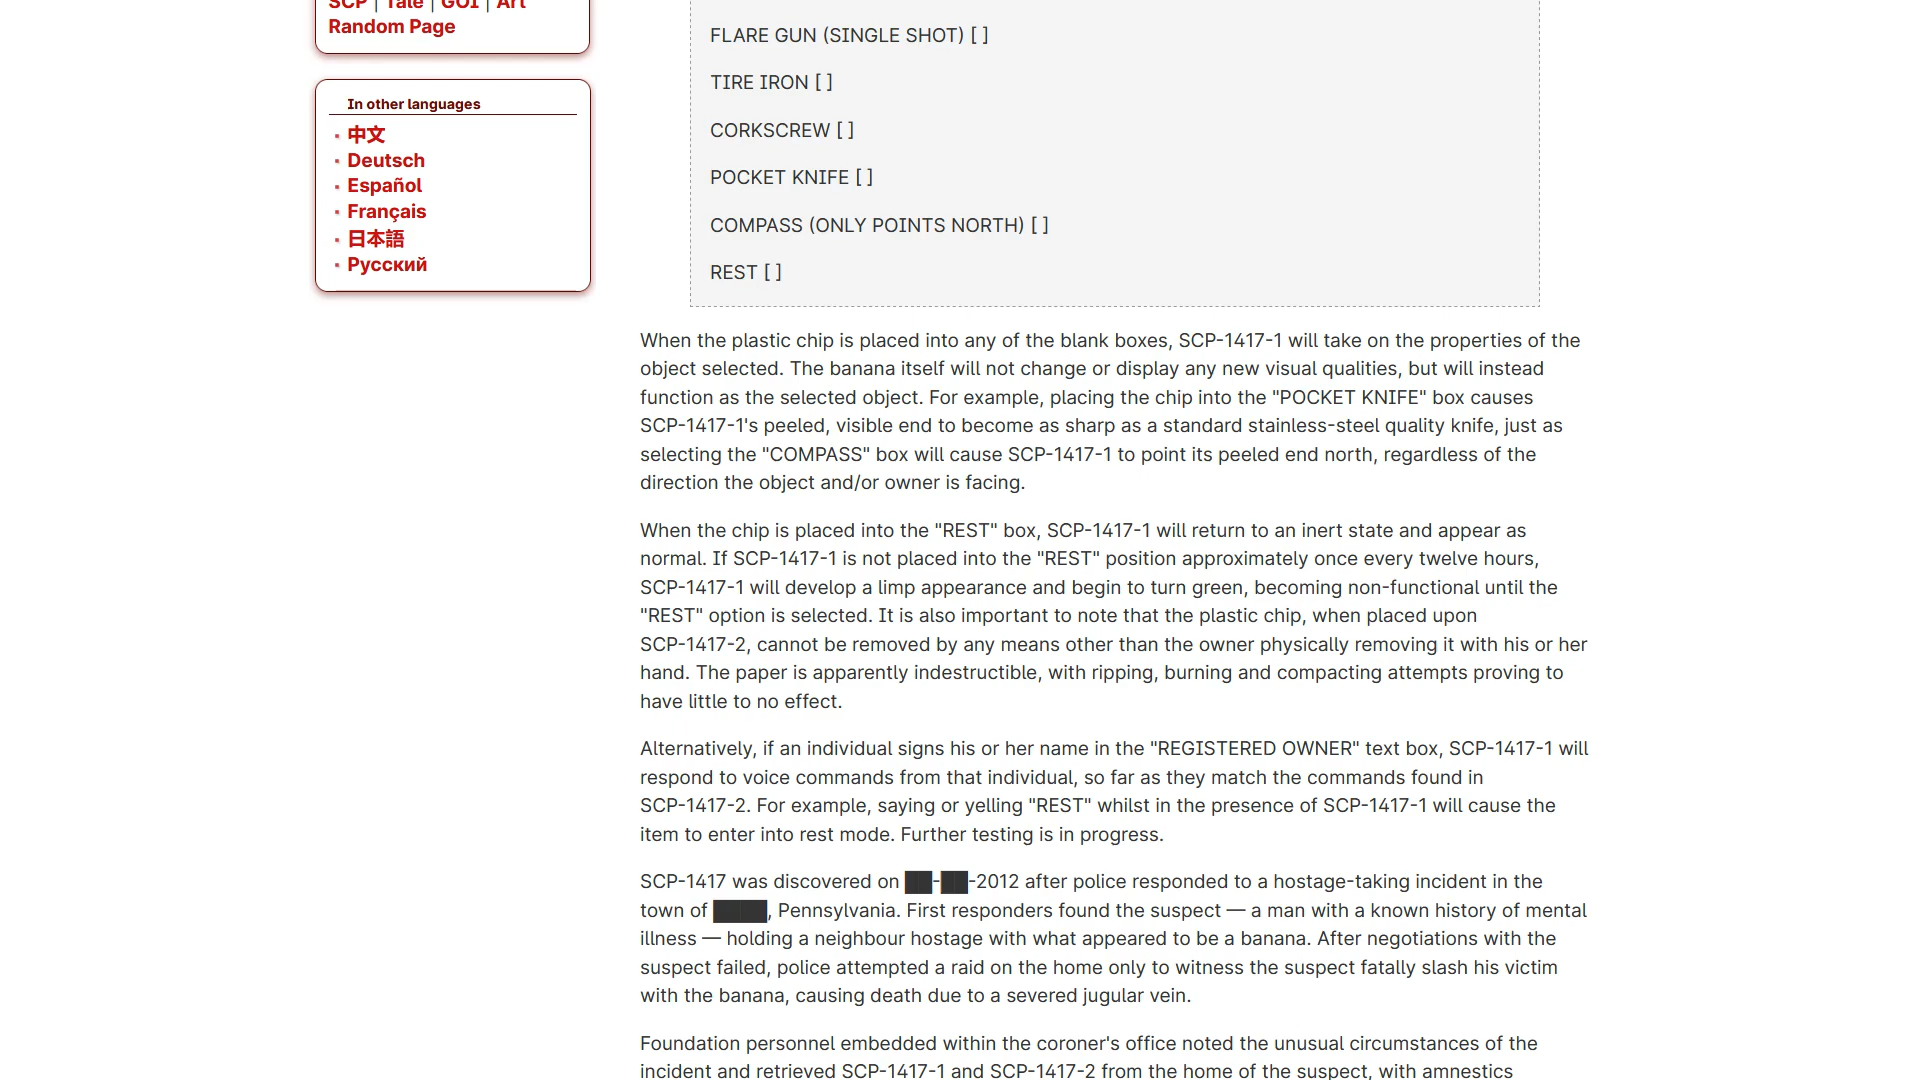 SCP | Tale | GOI | Art
Random Page
In other languages
中文
Deutsch
Español
Français
日本語
Русский
FLARE GUN (SINGLE SHOT) [ ]
TIRE IRON [ ]
CORKSCREW [ ]
POCKET KNIFE [ ]
COMPASS (ONLY POINTS NORTH) [ ]
REST [ ]
When the plastic chip is placed into any of the blank boxes, SCP-1417-1 will take on the properties of the
object selected. The banana itself will not change or display any new visual qualities, but will instead
function as the selected object. For example, placing the chip into the "POCKET KNIFE" box causes
SCP-1417-1's peeled, visible end to become as sharp as a standard stainless-steel quality knife, just as
selecting the "COMPASS" box will cause SCP-1417-1 to point its peeled end north, regardless of the
direction the object and/or owner is facing.
When the chip is placed into the "REST" box, SCP-1417-1 will return to an inert state and appear as
normal. If SCP-1417-1 is not placed into the "REST" position approximately once every twelve hours,
SCP-1417-1 will develop a limp appearance and begin to turn green, becoming non-functional until the
"REST" option is selected. It is also important to note that the plastic chip, when placed upon
SCP-1417-2, cannot be removed by any means other than the owner physically removing it with his or her
hand. The paper is apparently indestructible, with ripping, burning and compacting attempts proving to
have little to no effect.
Alternatively, if an individual signs his or her name in the "REGISTERED OWNER" text box, SCP-1417-1 will
respond to voice commands from that individual, so far as they match the commands found in
SCP-1417-2. For example, saying or yelling "REST" whilst in the presence of SCP-1417-1 will cause the
item to enter into rest mode. Further testing is in progress.
SCP-1417 was discovered on ██-██-2012 after police responded to a hostage-taking incident in the
town of ████, Pennsylvania. First responders found the suspect — a man with a known history of mental
illness — holding a neighbour hostage with what appeared to be a banana. After negotiations with the
suspect failed, police attempted a raid on the home only to witness the suspect fatally slash his victim
with the banana, causing death due to a severed jugular vein.
Foundation personnel embedded within the coroner's office noted the unusual circumstances of the
incident and retrieved SCP-1417-1 and SCP-1417-2 from the home of the suspect, with amnestics